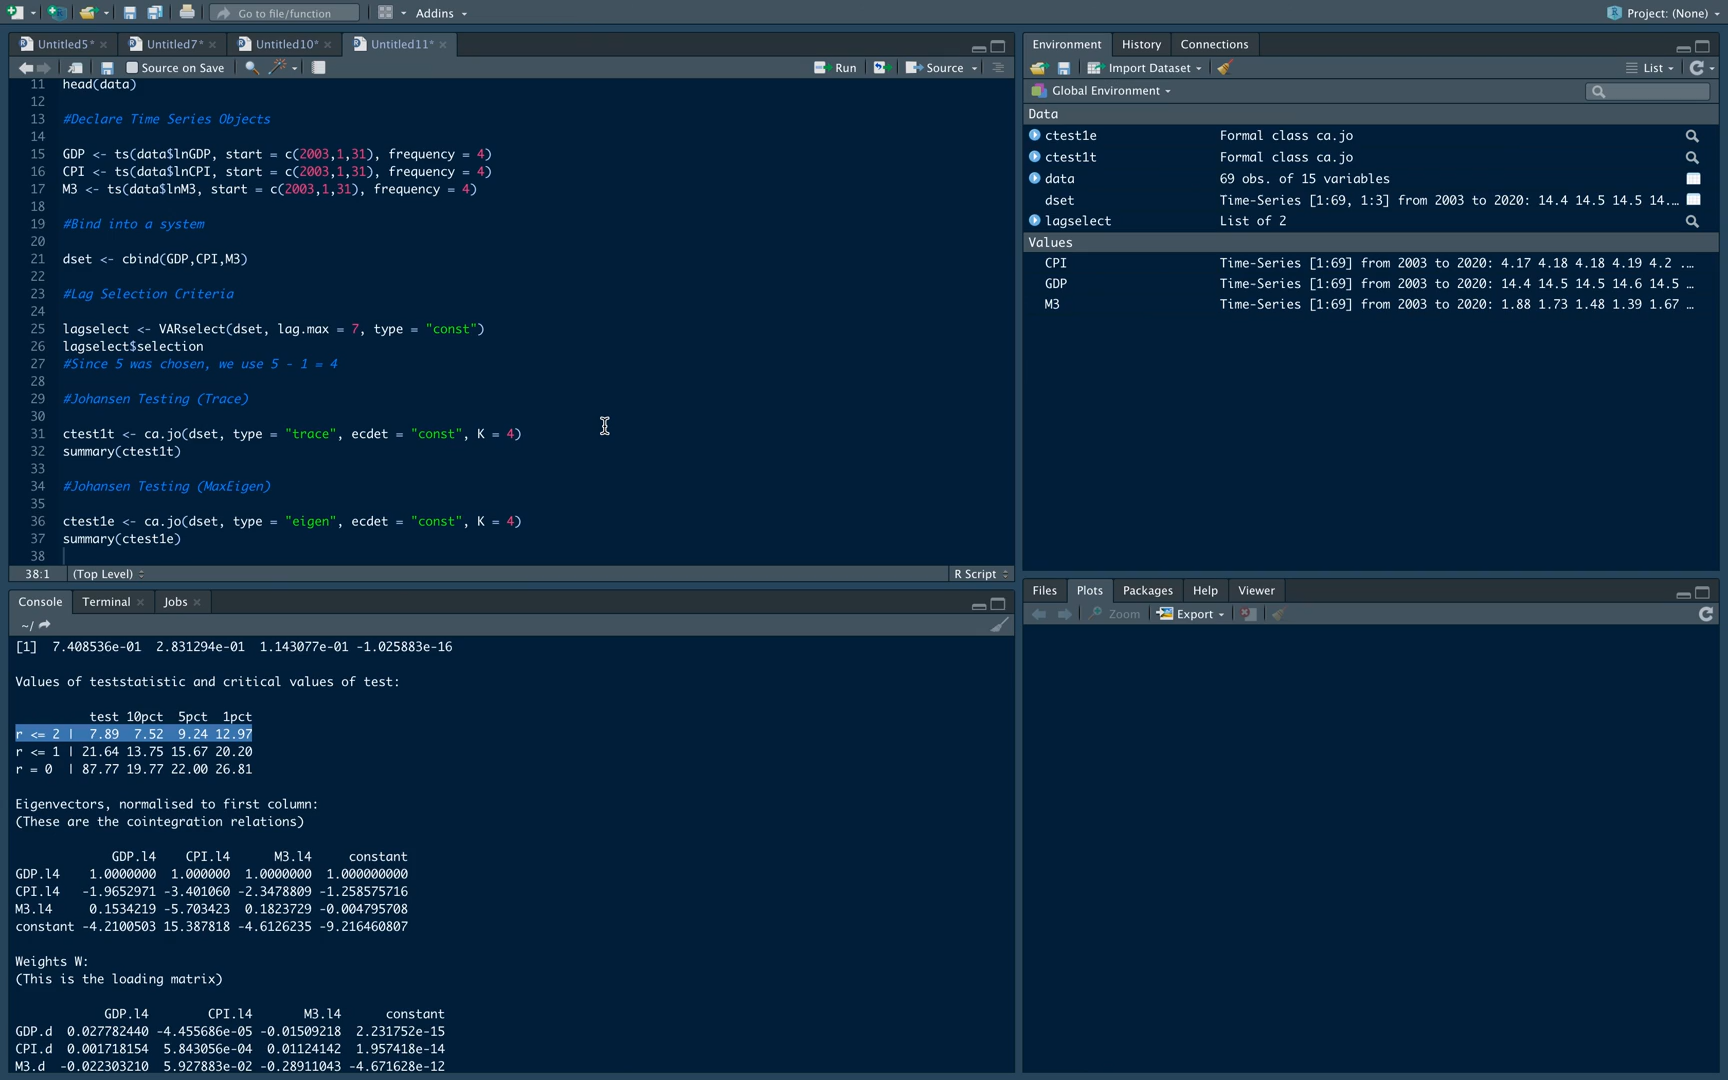 Go to file/function
Addins
Project: (None)
Untitled5*
Untitled7*
Untitled10*
Untitled11*
Source on Save
Run
Source
11 head(data)
12
13 #Declare Time Series Objects
14
15 GDP <- ts(data$lnGDP, start = c(2003,1,31), frequency = 4)
16 CPI <- ts(data$lnCPI, start = c(2003,1,31), frequency = 4)
17 M3 <- ts(data$lnM3, start = c(2003,1,31), frequency = 4)
18
19 #Bind into a system
20
21 dset <- cbind(GDP,CPI,M3)
22
23 #Lag Selection Criteria
24
25 lagselect <- VARselect(dset, lag.max = 7, type = "const")
26 lagselect$selection
27 #Since 5 was chosen, we use 5 - 1 = 4
28
29 #Johansen Testing (Trace)
30
31 ctest1t <- ca.jo(dset, type = "trace", ecdet = "const", K = 4)
32 summary(ctest1t)
33
34 #Johansen Testing (MaxEigen)
35
36 ctest1e <- ca.jo(dset, type = "eigen", ecdet = "const", K = 4)
37 summary(ctest1e)
38
38:1 (Top Level) R Script
Console Terminal Jobs
~/
[1] 7.408536e-01 2.831294e-01 1.143077e-01 -1.025883e-16
Values of teststatistic and critical values of test:
test 10pct 5pct 1pct
r <= 2 | 7.89 7.52 9.24 12.97
r <= 1 | 21.64 13.75 15.67 20.20
r = 0 | 87.77 19.77 22.00 26.81
Eigenvectors, normalised to first column:
(These are the cointegration relations)
GDP.l4 CPI.l4 M3.l4 constant
GDP.l4 1.0000000 1.000000 1.0000000 1.000000000
CPI.l4 -1.9652971 -3.401060 -2.3478809 -1.258575716
M3.l4 0.1534219 -5.703423 0.1823729 -0.004795708
constant -4.2100503 15.387818 -4.6126235 -9.216460807
Weights W:
(This is the loading matrix)
GDP.l4 CPI.l4 M3.l4 constant
GDP.d 0.027782440 -4.455686e-05 -0.01509218 2.231752e-15
CPI.d 0.001718154 5.843056e-04 0.01124142 1.957418e-14
M3.d -0.022303210 5.927883e-02 -0.28911043 -4.671628e-12
Environment History Connections
Import Dataset
List
Global Environment
Data
ctest1e Formal class ca.jo
ctest1t Formal class ca.jo
data 69 obs. of 15 variables
dset Time-Series [1:69, 1:3] from 2003 to 2020: 14.4 14.5 14.5 14...
lagselect List of 2
Values
CPI Time-Series [1:69] from 2003 to 2020: 4.17 4.18 4.18 4.19 4.2 ...
GDP Time-Series [1:69] from 2003 to 2020: 14.4 14.5 14.5 14.6 14.5 ...
M3 Time-Series [1:69] from 2003 to 2020: 1.88 1.73 1.48 1.39 1.67 ...
Files Plots Packages Help Viewer
Zoom
Export